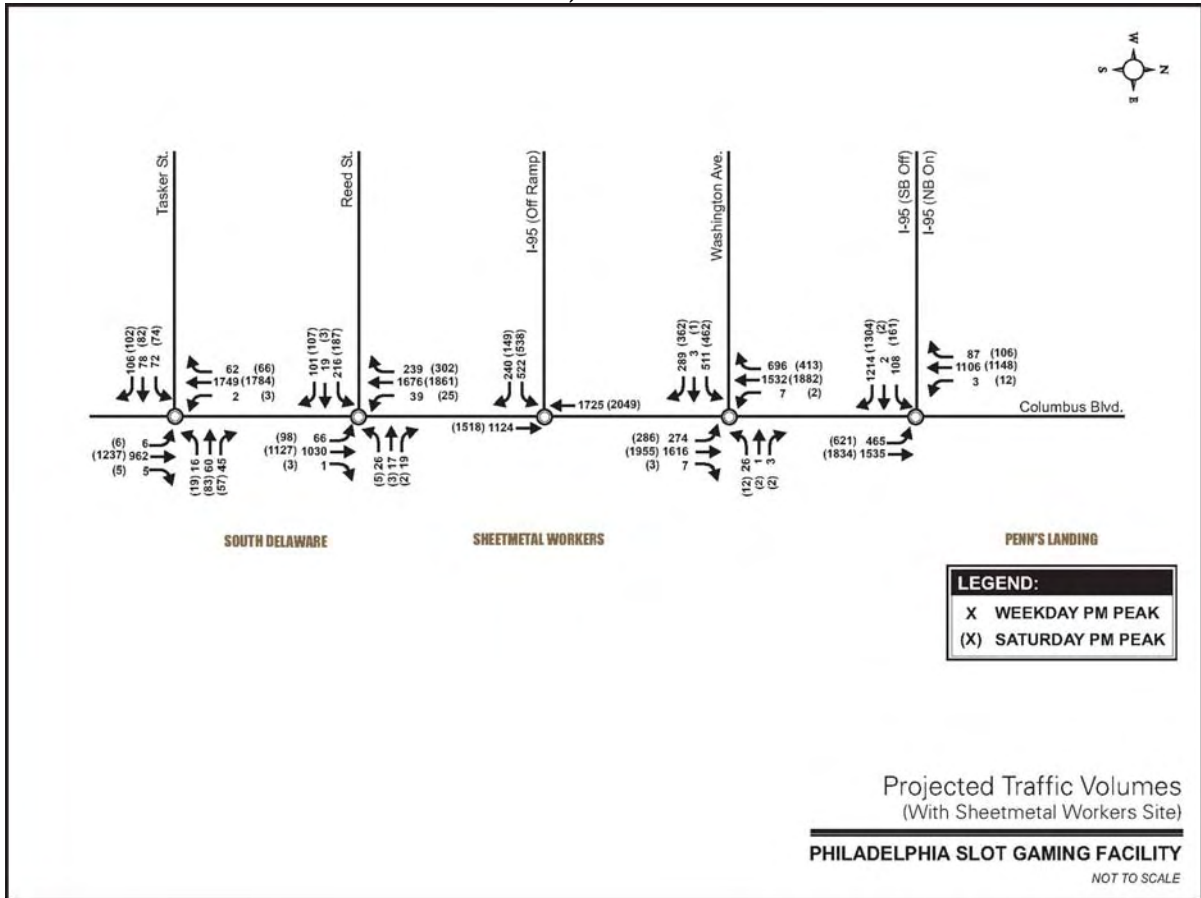 W
S
N
E
Tasker St.
Reed St.
I-95 (Off Ramp)
Washington Ave.
I-95 (SB Off)
I-95 (NB On)
106 (102)
78 (82)
72 (74)
62 (66)
1749 (1784)
2 (3)
101 (107)
19 (3)
216 (187)
239 (302)
1676 (1861)
39 (25)
240 (149)
522 (538)
1725 (2049)
289 (362)
3 (1)
511 (462)
696 (413)
1532 (1882)
7 (2)
1214 (1304)
2 (2)
108 (161)
87 (106)
1106 (1148)
3 (12)
Columbus Blvd.
(6) 6
(1237) 962
(5) 5
(19) 16
(83) 60
(57) 45
(98) 66
(1127) 1030
(3) 1
(5) 26
(3) 17
(2) 19
(1518) 1124
(286) 274
(1955) 1616
(3) 7
(12) 26
(2) 1
(2) 3
(621) 465
(1834) 1535
SOUTH DELAWARE
SHEETMETAL WORKERS
PENN'S LANDING
LEGEND:
X WEEKDAY PM PEAK
(X) SATURDAY PM PEAK
Projected Traffic Volumes
(With Sheetmetal Workers Site)
PHILADELPHIA SLOT GAMING FACILITY
NOT TO SCALE